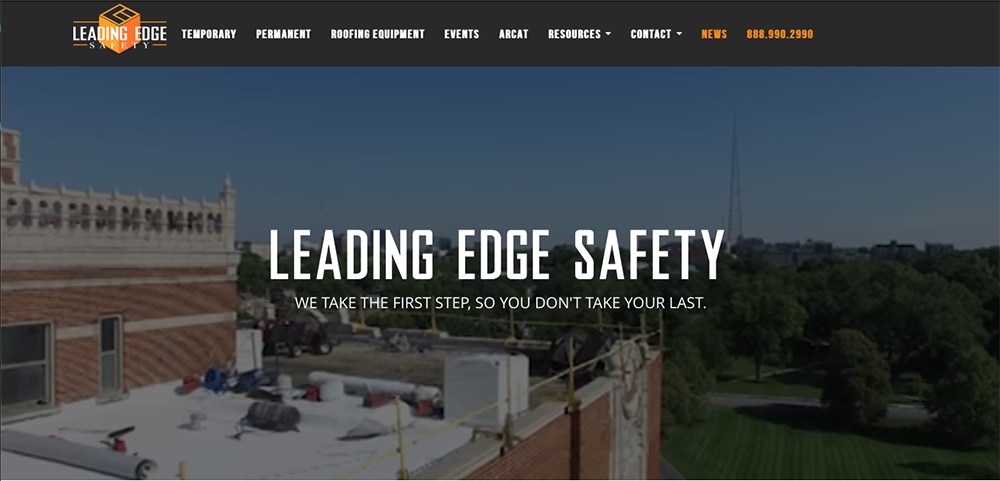 LEADING EDGE
SAFETY
TEMPORARY PERMANENT ROOFING EQUIPMENT EVENTS ARCAT RESOURCES CONTACT NEWS 888.990.2990
LEADING EDGE SAFETY
WE TAKE THE FIRST STEP, SO YOU DON'T TAKE YOUR LAST.